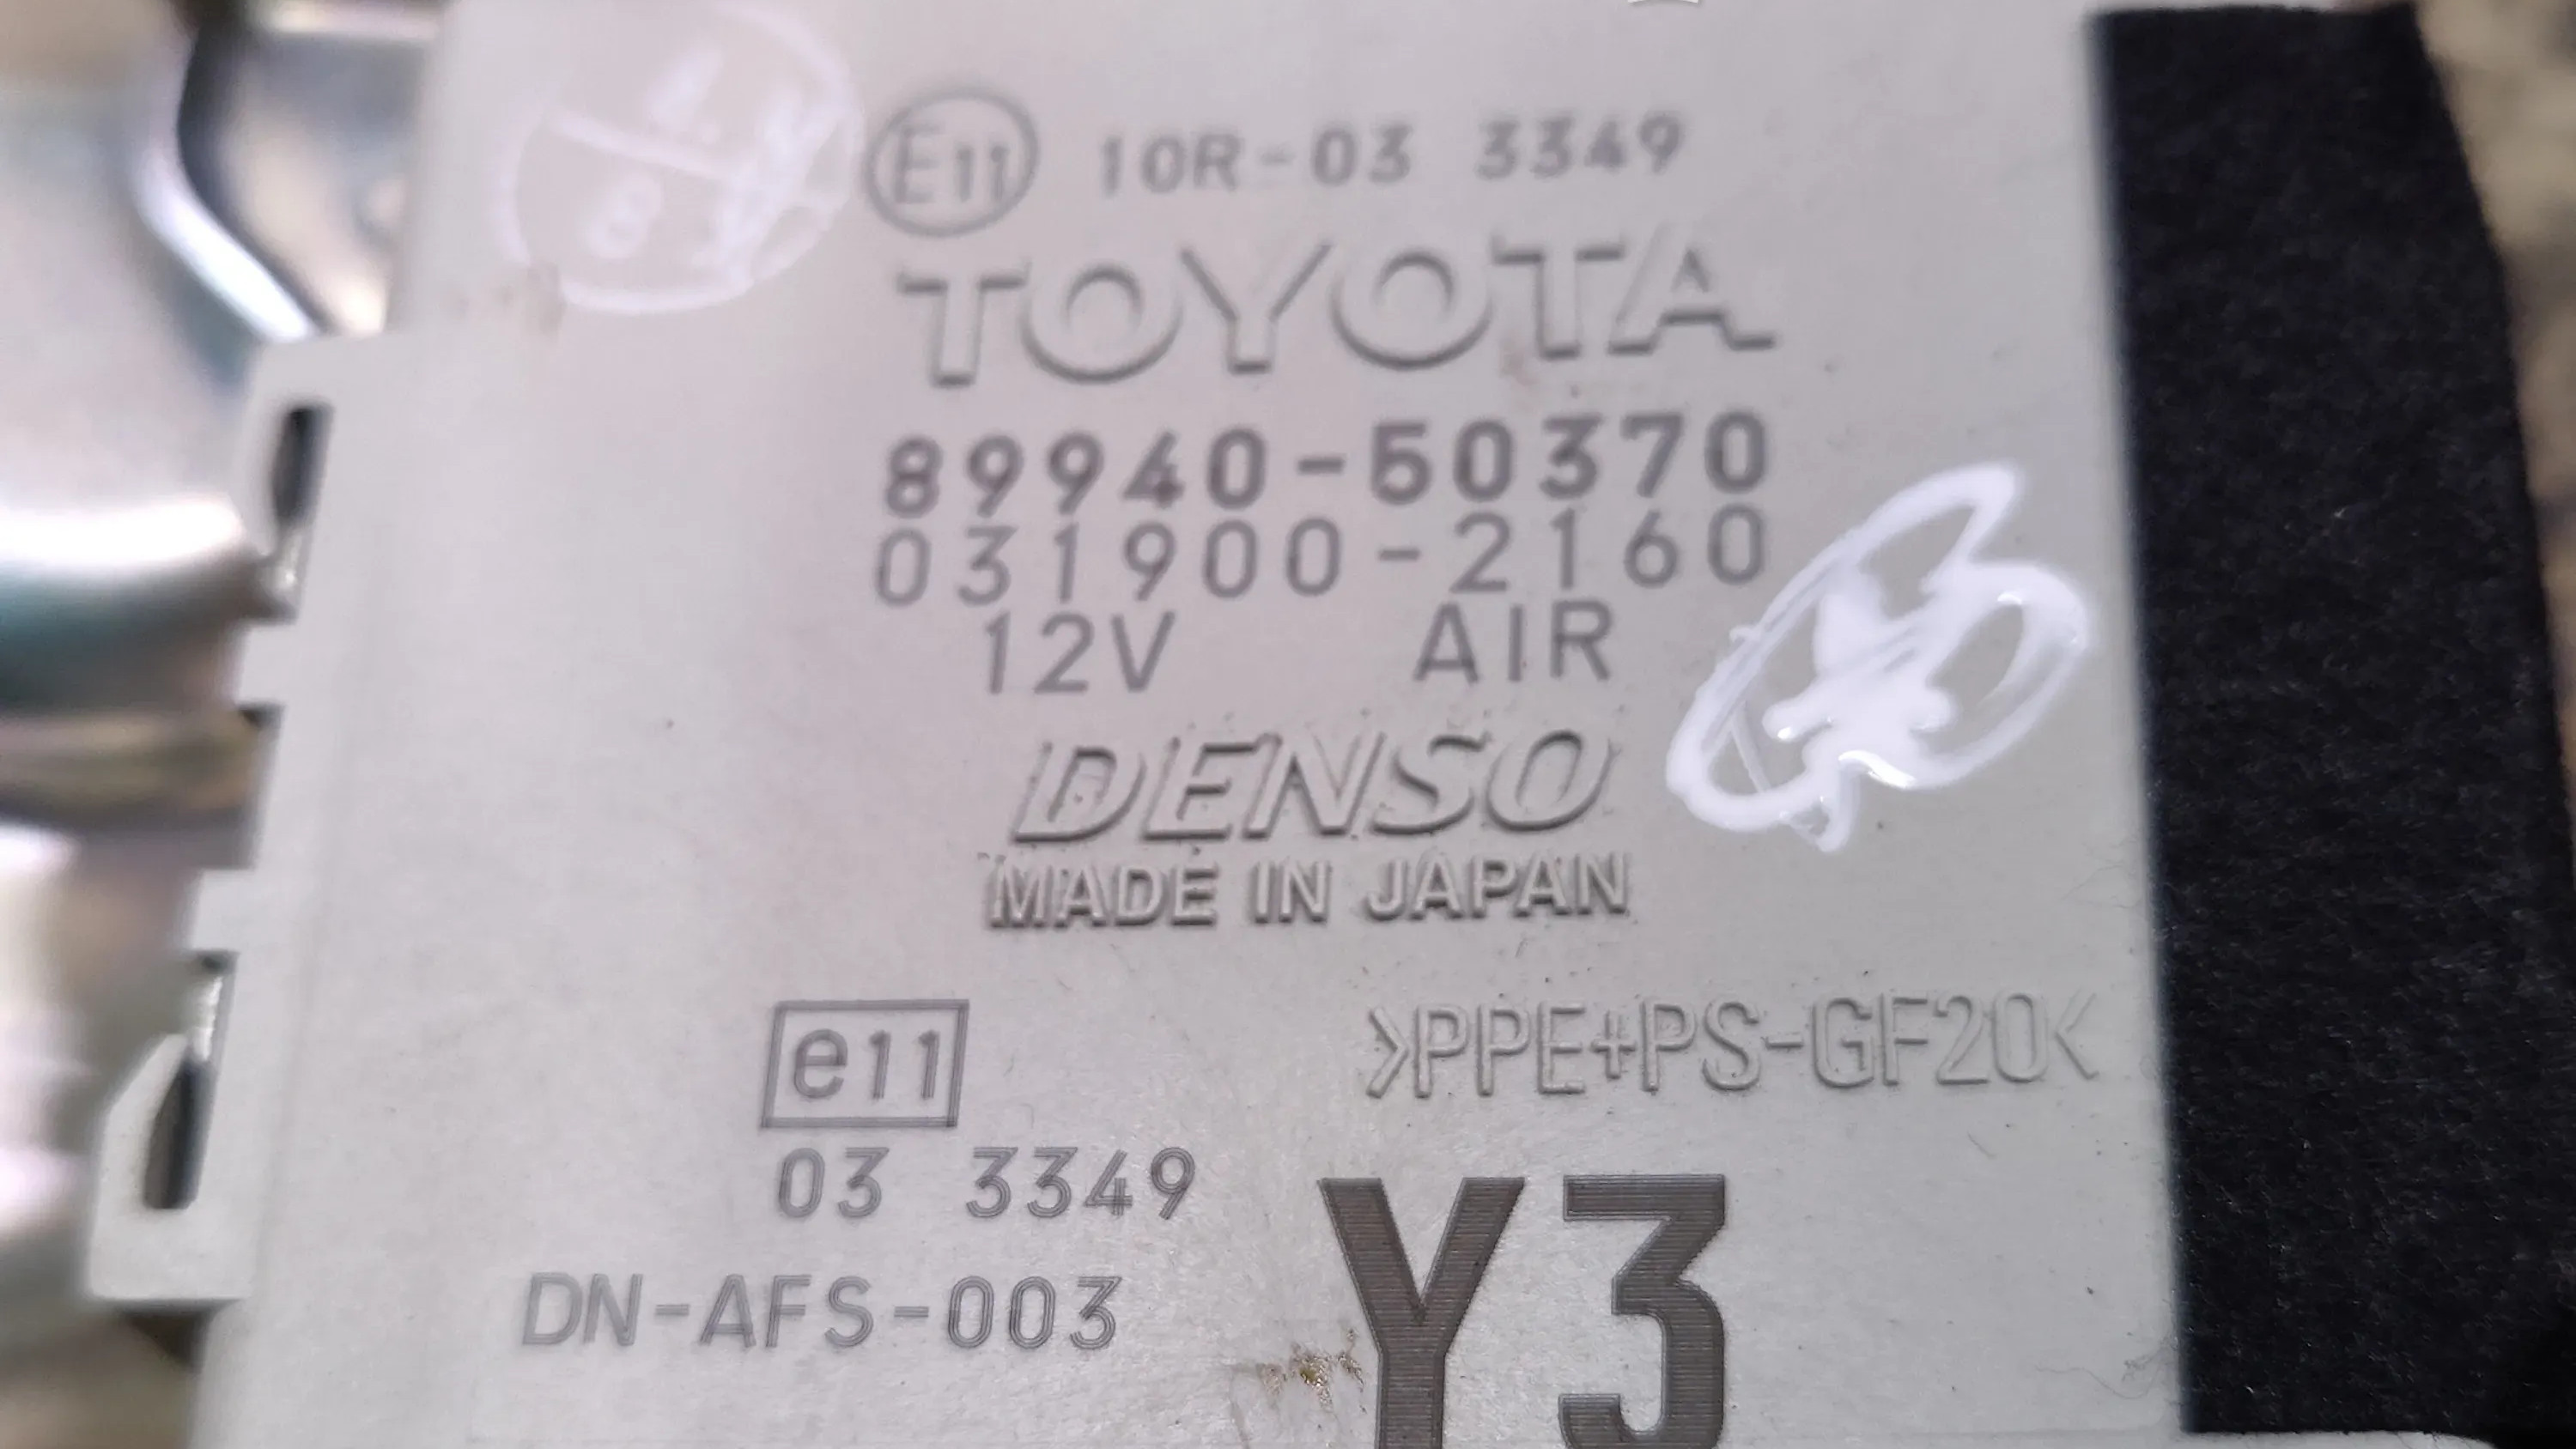 E11 10R-03 3349
TOYOTA
89940-50370
031900-2160
12V AIR
DENSO
MADE IN JAPAN
>PPE+PS-GF20<
e11
03 3349
DN-AFS-003
Y3